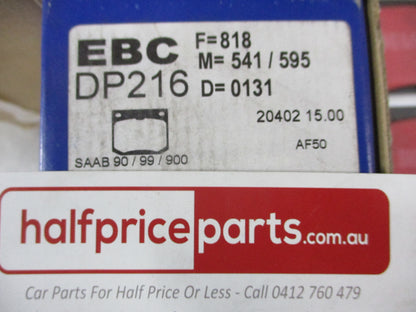 EBC F=818
DP216 M= 541 / 595
D= 0131
20402 15.00
AF50
SAAB 90 / 99 / 900
halfpriceparts.com.au
Car Parts For Half Price Or Less - Call 0412 760 479